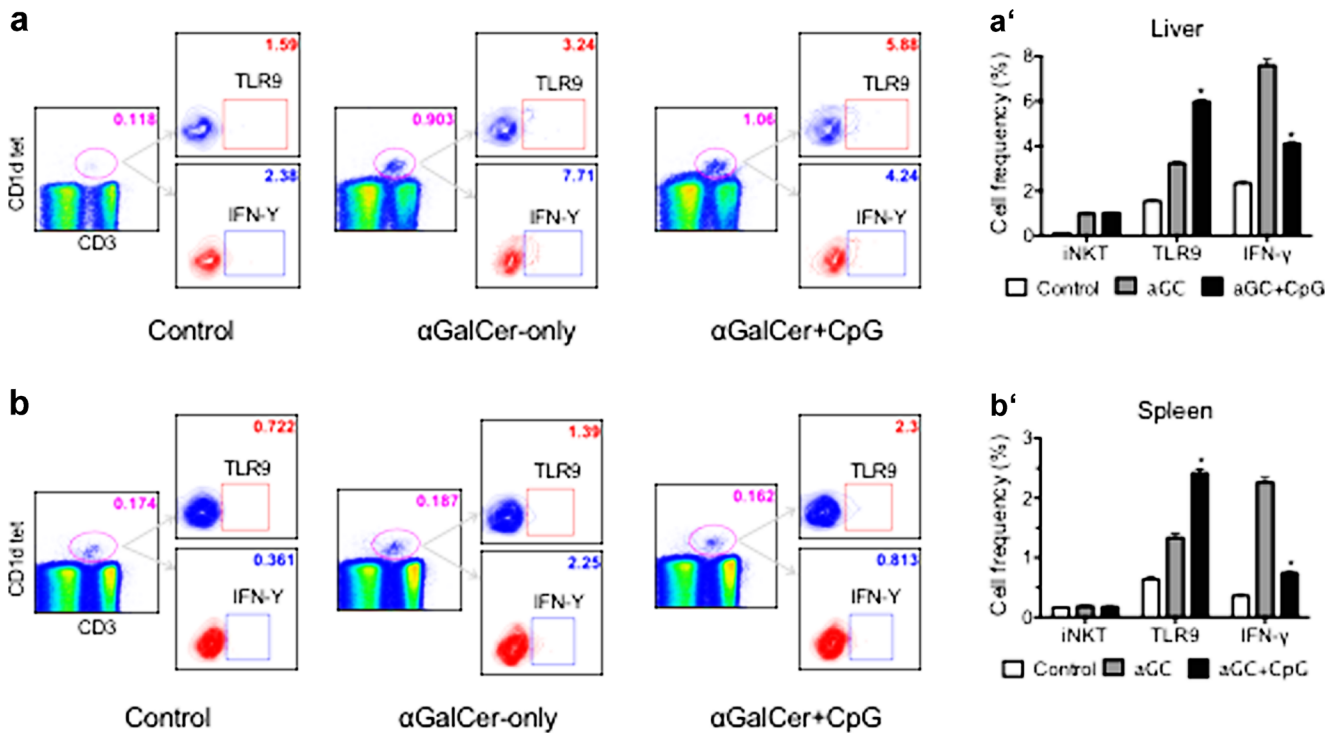 a
1.59
TLR9
0.118
CD1d tet
CD3
2.38
IFN-Y
Control
3.24
TLR9
0.903
7.71
IFN-Y
αGalCer-only
5.88
TLR9
1.06
4.24
IFN-Y
αGalCer+CpG
a‘
Liver
Cell frequency (%)
8
6
4
2
0
*
*
iNKT TLR9 IFN-γ
Control aGC aGC+CpG
b
0.722
TLR9
0.174
CD1d tet
CD3
0.361
IFN-Y
Control
1.39
TLR9
0.187
2.25
IFN-Y
αGalCer-only
2.3
TLR9
0.162
0.813
IFN-Y
αGalCer+CpG
b‘
Spleen
Cell frequency (%)
3
2
1
0
*
*
iNKT TLR9 IFN-γ
Control aGC aGC+CpG